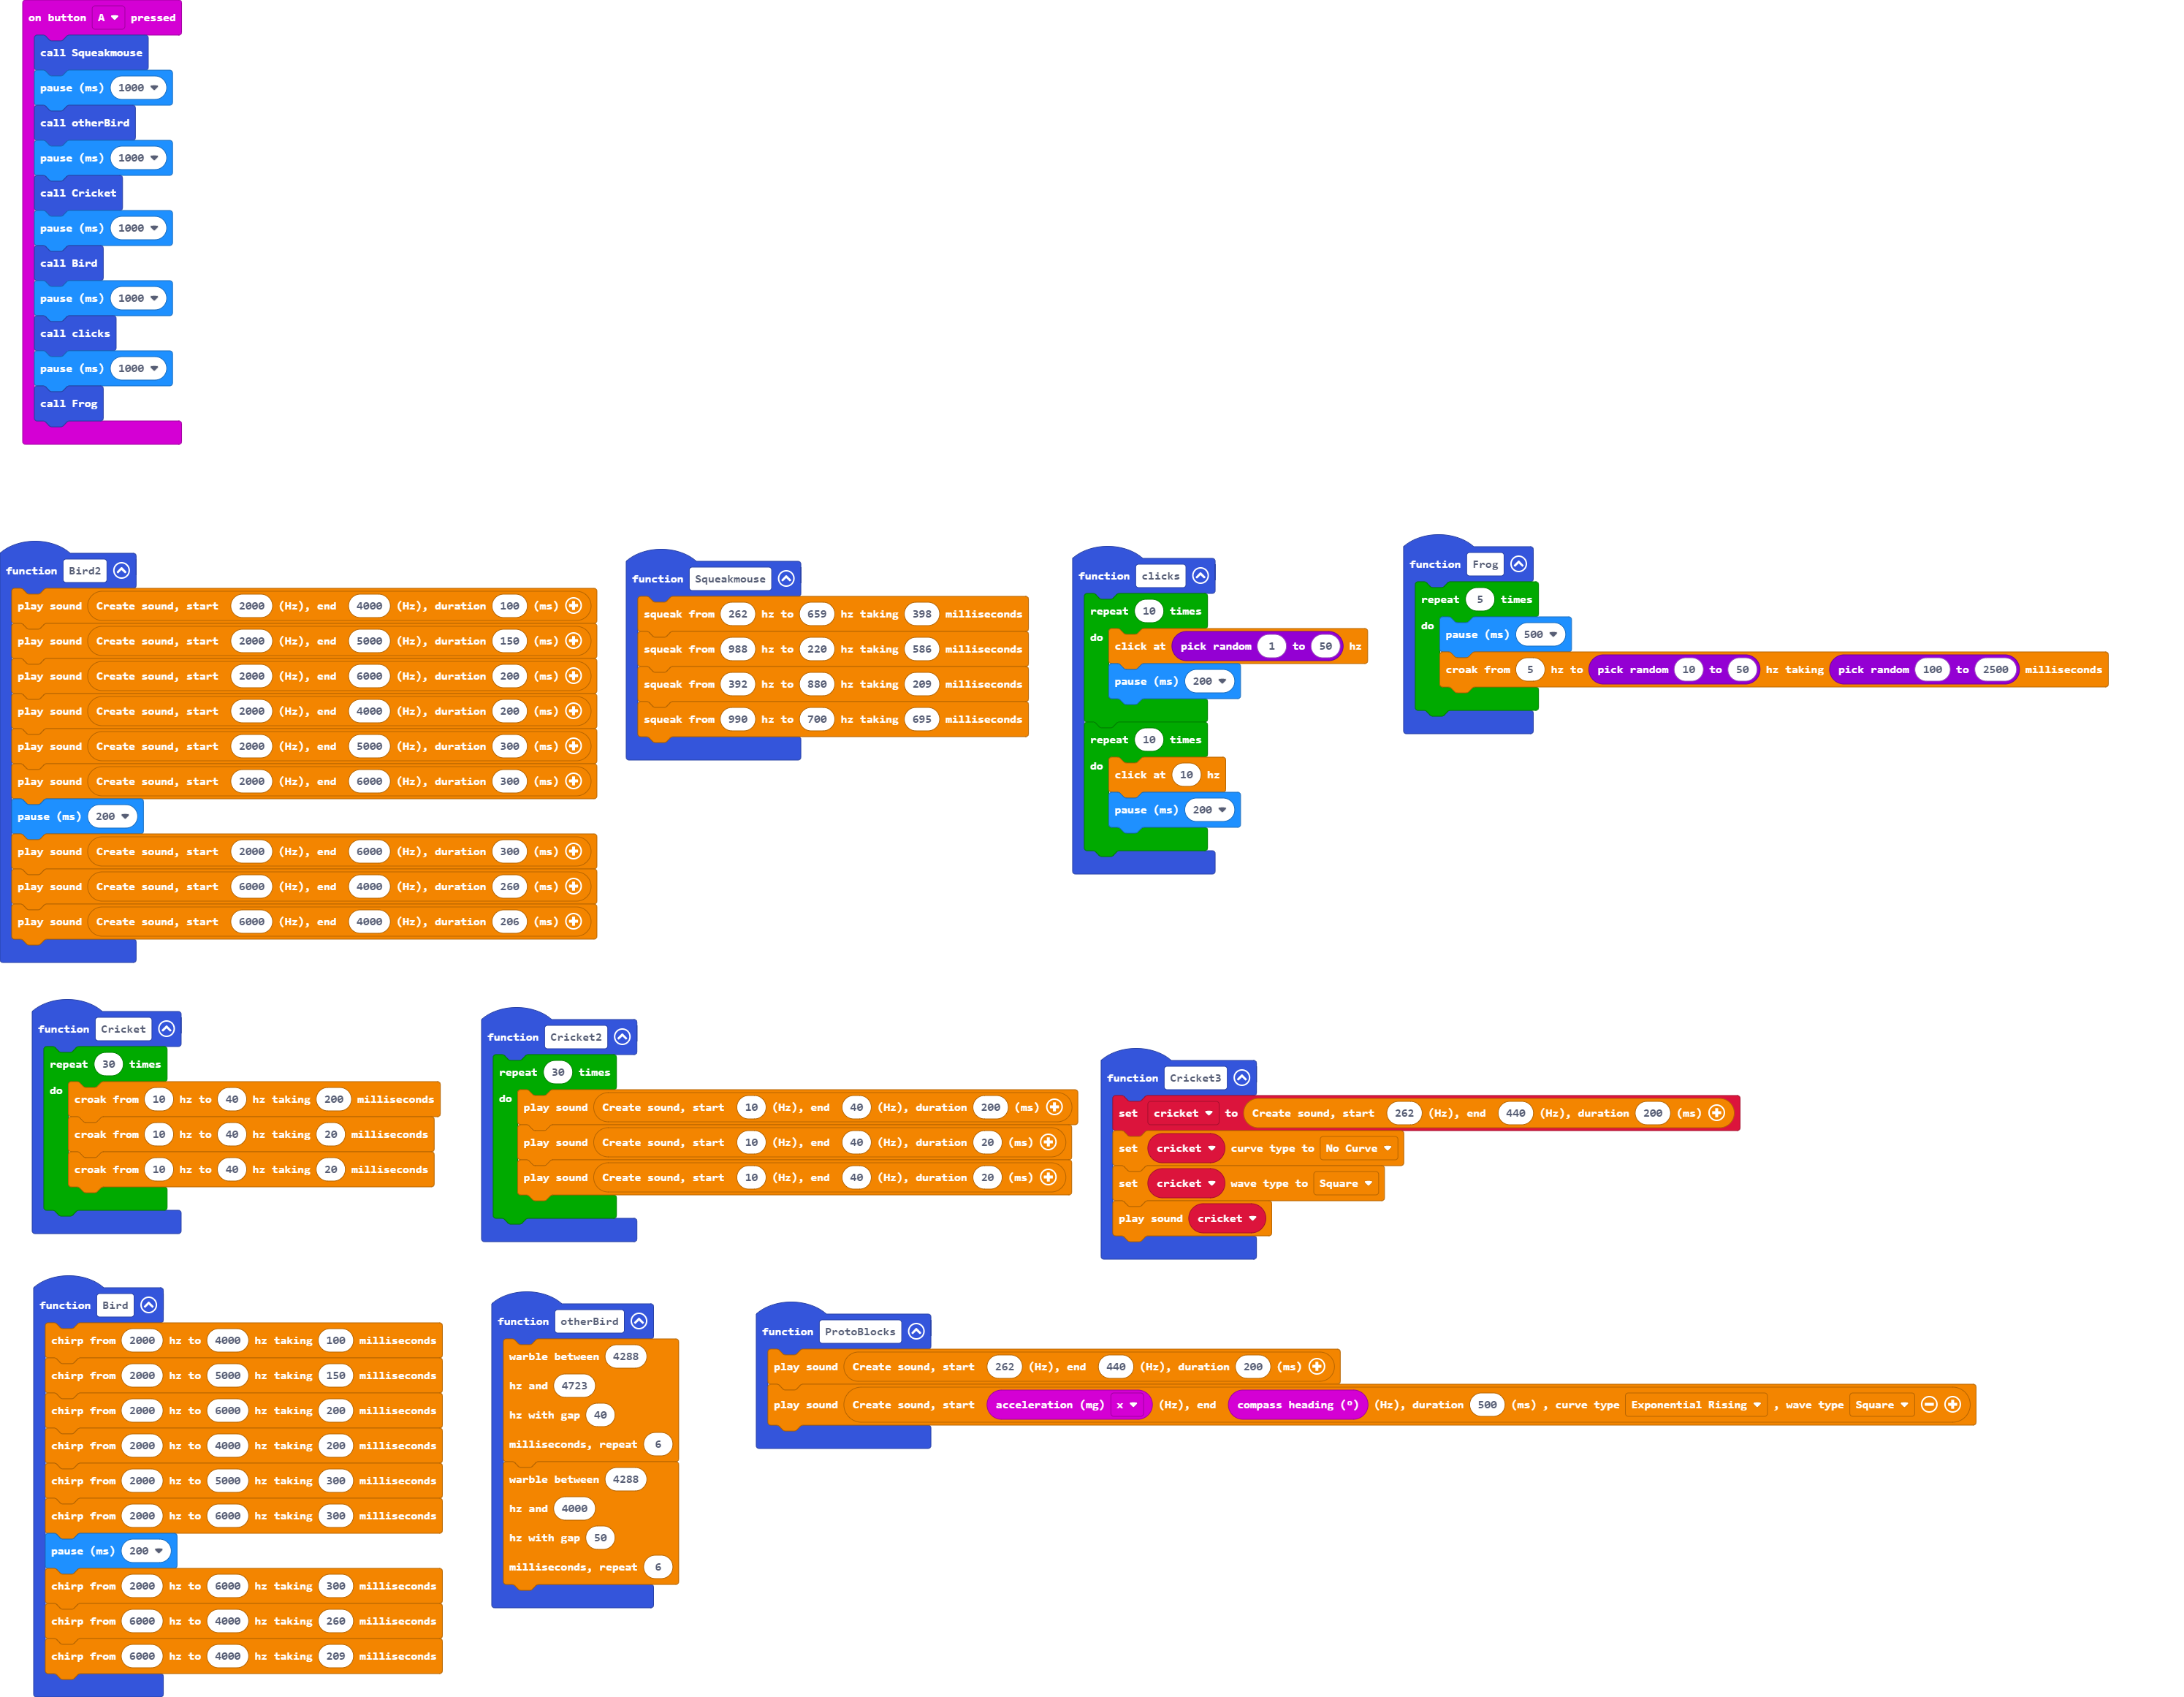 on button A pressed
call Squeakmouse
pause (ms) 1000
call otherBird
pause (ms) 1000
call Cricket
pause (ms) 1000
call Bird
pause (ms) 1000
call clicks
pause (ms) 1000
call Frog
function Bird2
play sound Create sound, start 2000 (Hz), end 4000 (Hz), duration 100 (ms)
play sound Create sound, start 2000 (Hz), end 5000 (Hz), duration 150 (ms)
play sound Create sound, start 2000 (Hz), end 6000 (Hz), duration 200 (ms)
play sound Create sound, start 2000 (Hz), end 4000 (Hz), duration 200 (ms)
play sound Create sound, start 2000 (Hz), end 5000 (Hz), duration 300 (ms)
play sound Create sound, start 2000 (Hz), end 6000 (Hz), duration 300 (ms)
pause (ms) 200
play sound Create sound, start 2000 (Hz), end 6000 (Hz), duration 300 (ms)
play sound Create sound, start 6000 (Hz), end 4000 (Hz), duration 260 (ms)
play sound Create sound, start 6000 (Hz), end 4000 (Hz), duration 206 (ms)
function Squeakmouse
squeak from 262 hz to 659 hz taking 398 milliseconds
squeak from 988 hz to 220 hz taking 586 milliseconds
squeak from 392 hz to 880 hz taking 209 milliseconds
squeak from 990 hz to 700 hz taking 695 milliseconds
function clicks
repeat 10 times
do
click at pick random 1 to 50 hz
pause (ms) 200
repeat 10 times
do
click at 10 hz
pause (ms) 200
function Frog
repeat 5 times
do
pause (ms) 500
croak from 5 hz to pick random 10 to 50 hz taking pick random 100 to 2500 milliseconds
function Cricket
repeat 30 times
do
croak from 10 hz to 40 hz taking 200 milliseconds
croak from 10 hz to 40 hz taking 20 milliseconds
croak from 10 hz to 40 hz taking 20 milliseconds
function Cricket2
repeat 30 times
do
play sound Create sound, start 10 (Hz), end 40 (Hz), duration 200 (ms)
play sound Create sound, start 10 (Hz), end 40 (Hz), duration 20 (ms)
play sound Create sound, start 10 (Hz), end 40 (Hz), duration 20 (ms)
function Cricket3
set cricket to Create sound, start 262 (Hz), end 440 (Hz), duration 200 (ms)
set cricket curve type to No Curve
set cricket wave type to Square
play sound cricket
function Bird
chirp from 2000 hz to 4000 hz taking 100 milliseconds
chirp from 2000 hz to 5000 hz taking 150 milliseconds
chirp from 2000 hz to 6000 hz taking 200 milliseconds
chirp from 2000 hz to 4000 hz taking 200 milliseconds
chirp from 2000 hz to 5000 hz taking 300 milliseconds
chirp from 2000 hz to 6000 hz taking 300 milliseconds
pause (ms) 200
chirp from 2000 hz to 6000 hz taking 300 milliseconds
chirp from 6000 hz to 4000 hz taking 260 milliseconds
chirp from 6000 hz to 4000 hz taking 209 milliseconds
function otherBird
warble between 4288
hz and 4723
hz with gap 40
milliseconds, repeat 6
warble between 4288
hz and 4000
hz with gap 50
milliseconds, repeat 6
function ProtoBlocks
play sound Create sound, start 262 (Hz), end 440 (Hz), duration 200 (ms)
play sound Create sound, start acceleration (mg) x (Hz), end compass heading (º) (Hz), duration 500 (ms) , curve type Exponential Rising , wave type Square